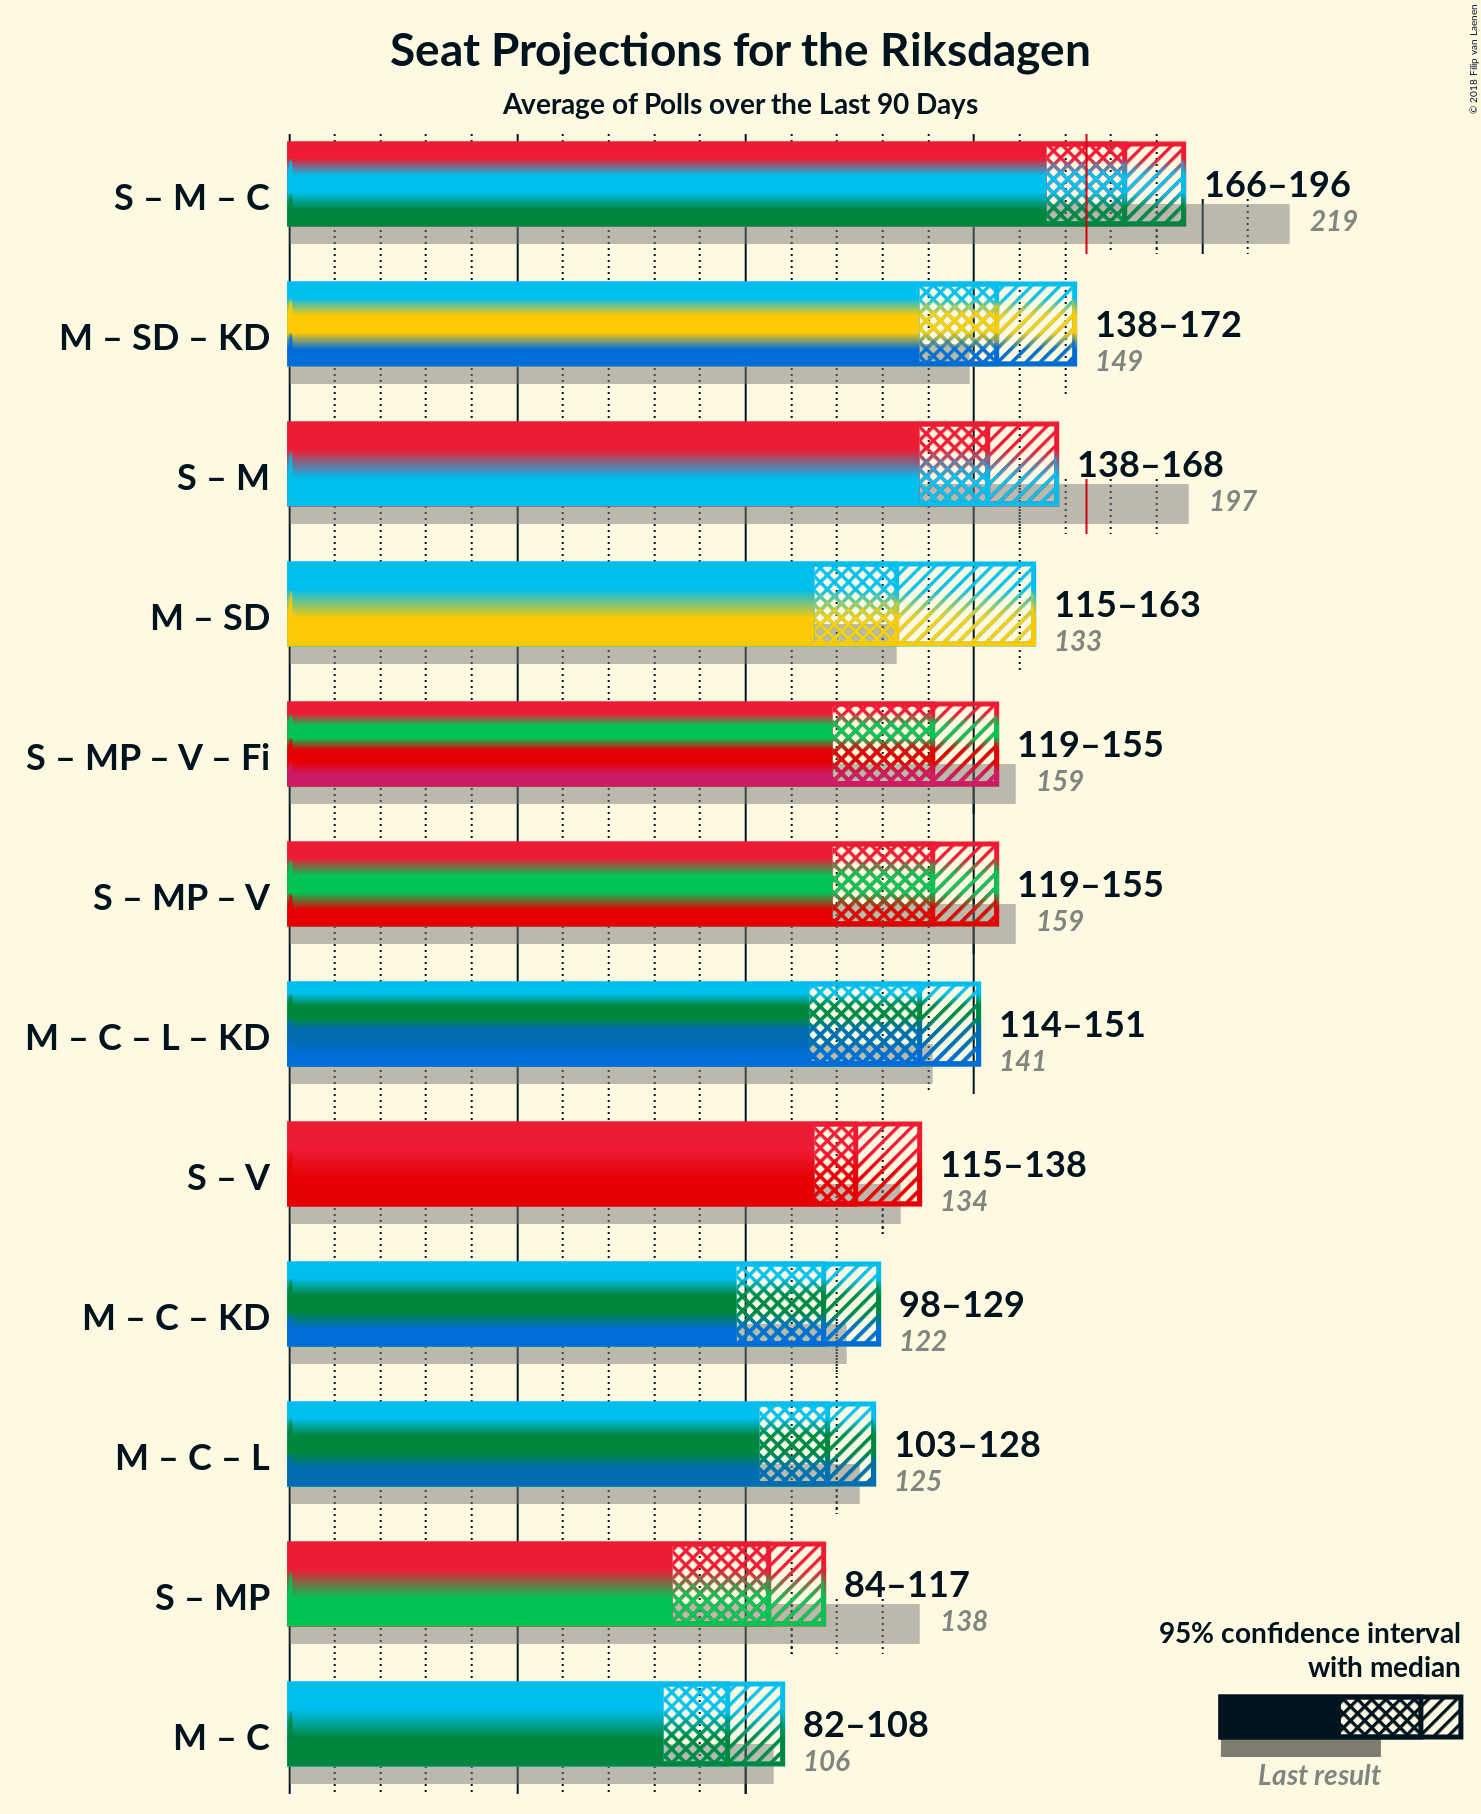 Seat Projections for the Riksdagen
Average of Polls over the Last 90 Days
© 2018 Filip van Laenen
S – M – C
166–196
219
M – SD – KD
138–172
149
S – M
138–168
197
M – SD
115–163
133
S – MP – V – Fi
119–155
159
S – MP – V
119–155
159
M – C – L – KD
114–151
141
S – V
115–138
134
M – C – KD
98–129
122
M – C – L
103–128
125
S – MP
84–117
138
M – C
82–108
106
95% confidence interval
with median
Last result